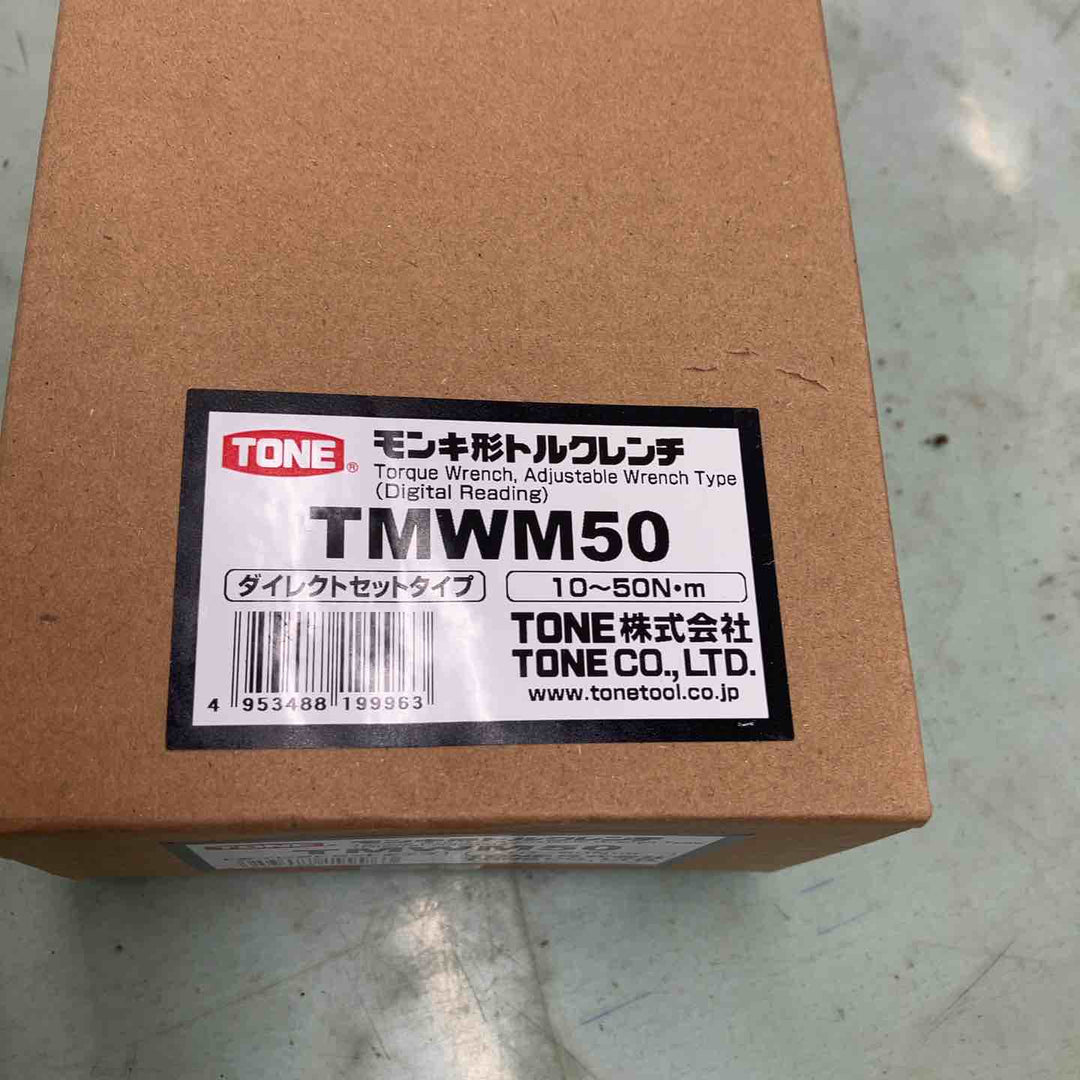 TONE®
モンキ形トルクレンチ
Torque Wrench, Adjustable Wrench Type
(Digital Reading)
TMWM50
ダイレクトセットタイプ
10〜50N・m
TONE株式会社
TONE CO., LTD.
www.tonetool.co.jp
4 953488 199963